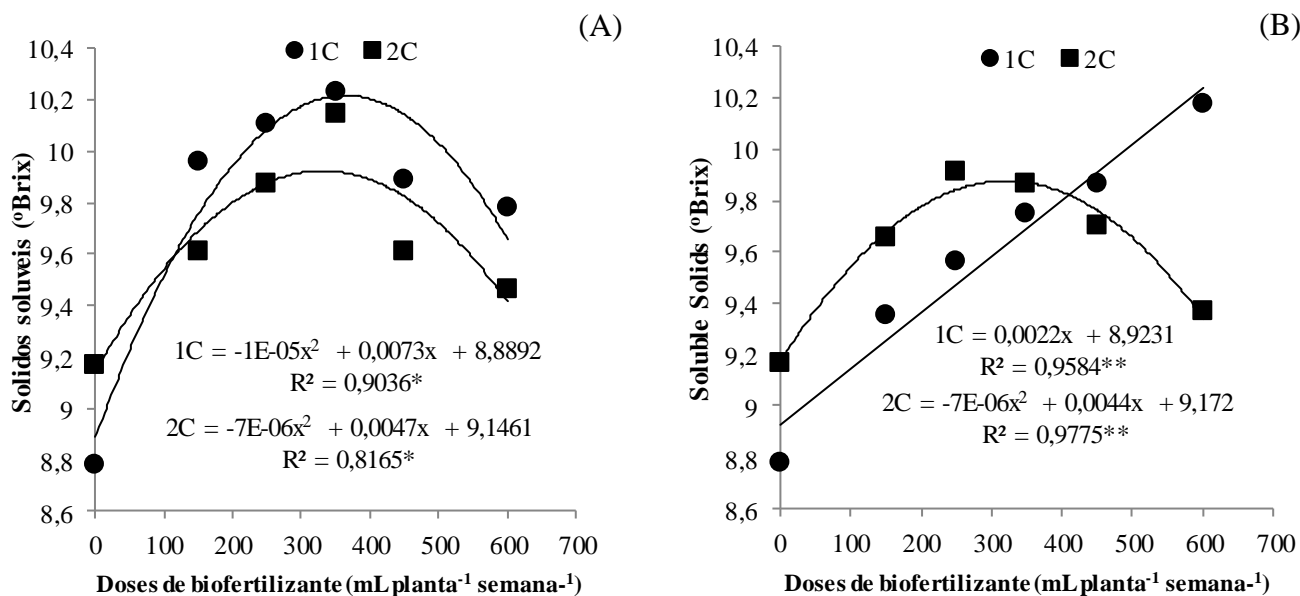 (A)
1C 2C
Solidos soluveis (ºBrix)
10,4
10,2
10
9,8
9,6
9,4
9,2
9
8,8
8,6
1C = -1E-05x² + 0,0073x + 8,8892
R² = 0,9036*
2C = -7E-06x² + 0,0047x + 9,1461
R² = 0,8165*
0 100 200 300 400 500 600 700
Doses de biofertilizante (mL planta⁻¹ semana-¹)
(B)
1C 2C
Soluble Solids (ºBrix)
10,4
10,2
10
9,8
9,6
9,4
9,2
9
8,8
8,6
1C = 0,0022x + 8,9231
R² = 0,9584**
2C = -7E-06x² + 0,0044x + 9,172
R² = 0,9775**
0 100 200 300 400 500 600 700
Doses de biofertilizante (mL planta⁻¹ semana-¹)